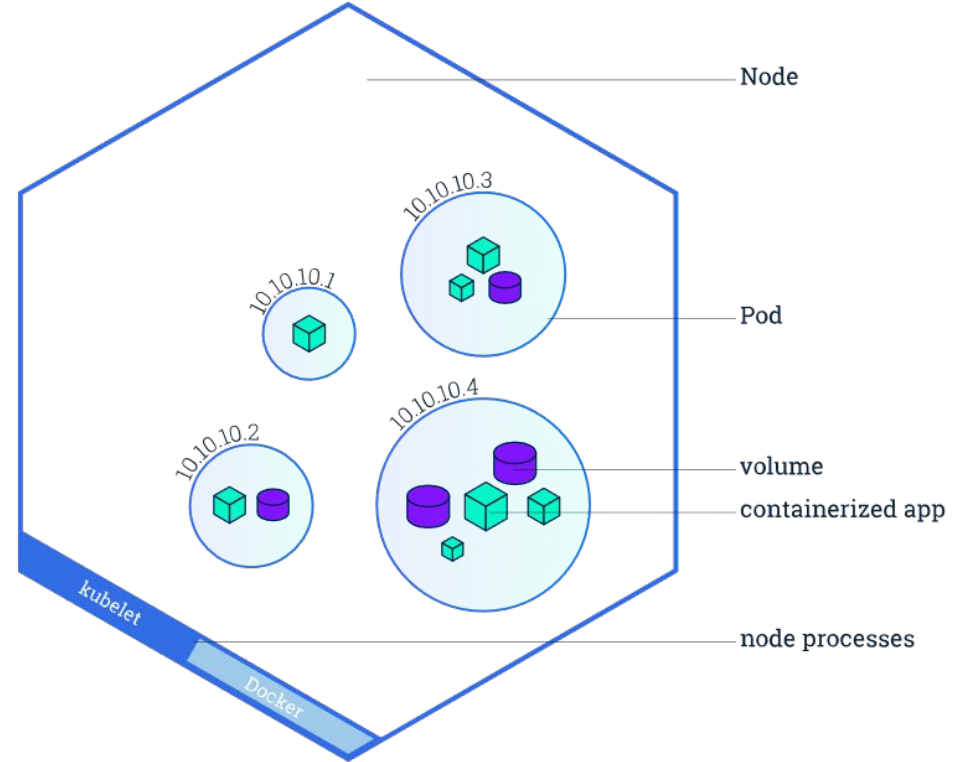 Node
10.10.10.3
10.10.10.1
Pod
10.10.10.4
10.10.10.2
volume
containerized app
kubelet
node processes
Docker